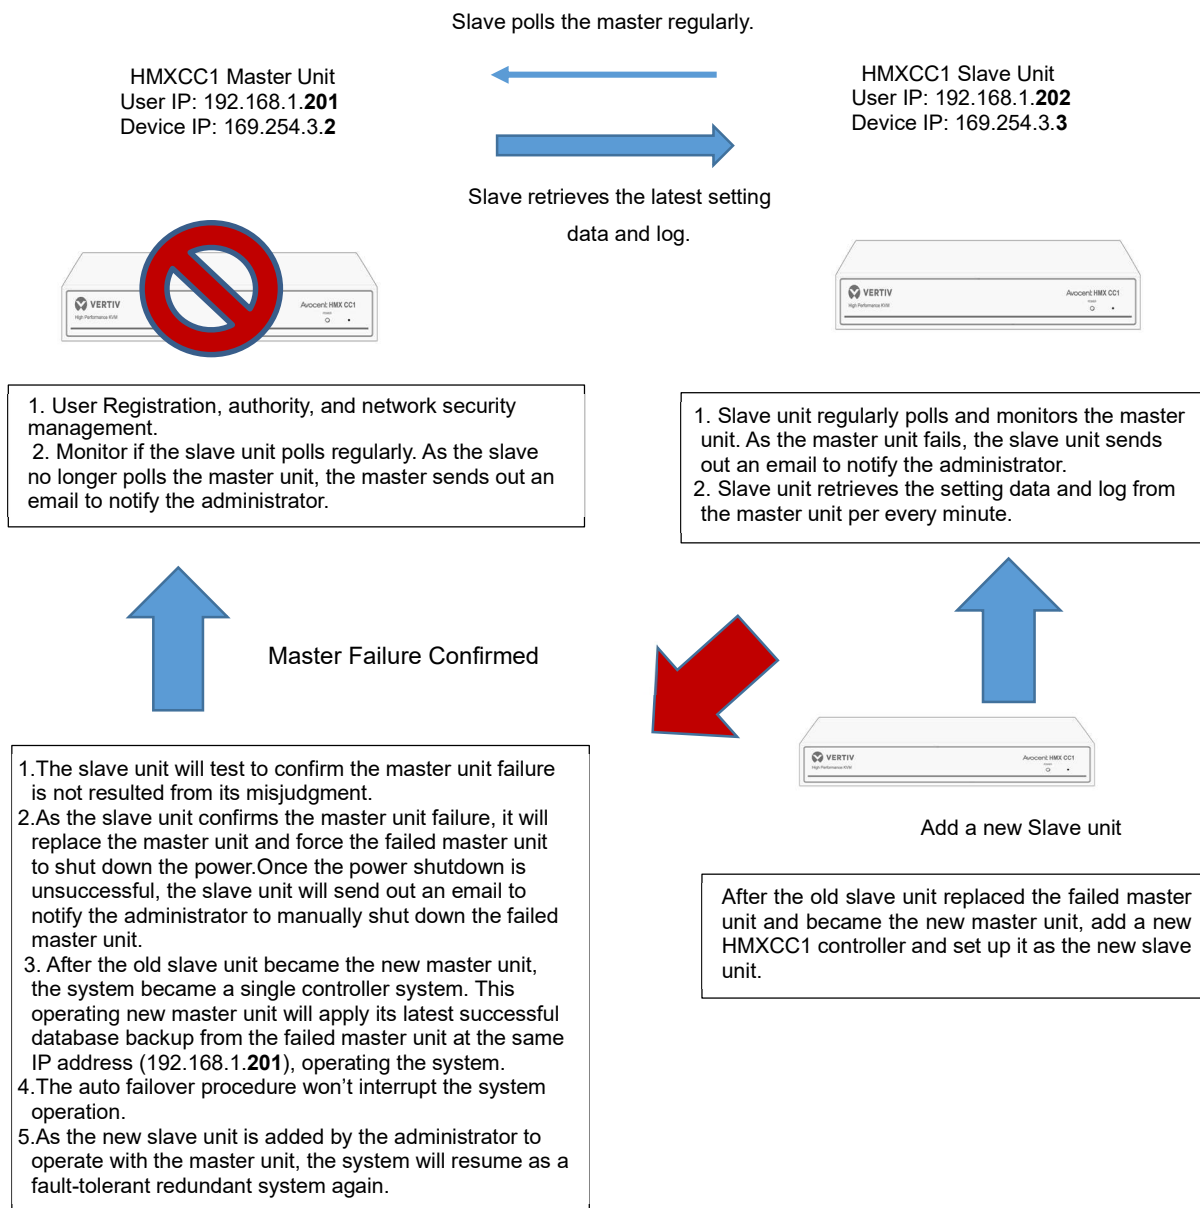 Slave polls the master regularly.
HMXCC1 Master Unit
User IP: 192.168.1.201
Device IP: 169.254.3.2
HMXCC1 Slave Unit
User IP: 192.168.1.202
Device IP: 169.254.3.3
Slave retrieves the latest setting
data and log.
VERTIV
High Performance KVM
Avocent HMX CC1
POWER
VERTIV
High Performance KVM
Avocent HMX CC1
POWER
1. User Registration, authority, and network security
management.
2. Monitor if the slave unit polls regularly. As the slave
no longer polls the master unit, the master sends out an
email to notify the administrator.
1. Slave unit regularly polls and monitors the master
unit. As the master unit fails, the slave unit sends
out an email to notify the administrator.
2. Slave unit retrieves the setting data and log from
the master unit per every minute.
Master Failure Confirmed
VERTIV
High Performance KVM
Avocent HMX CC1
POWER
Add a new Slave unit
1.The slave unit will test to confirm the master unit failure
is not resulted from its misjudgment.
2.As the slave unit confirms the master unit failure, it will
replace the master unit and force the failed master unit
to shut down the power.Once the power shutdown is
unsuccessful, the slave unit will send out an email to
notify the administrator to manually shut down the failed
master unit.
3. After the old slave unit became the new master unit,
the system became a single controller system. This
operating new master unit will apply its latest successful
database backup from the failed master unit at the same
IP address (192.168.1.201), operating the system.
4.The auto failover procedure won't interrupt the system
operation.
5.As the new slave unit is added by the administrator to
operate with the master unit, the system will resume as a
fault-tolerant redundant system again.
After the old slave unit replaced the failed master
unit and became the new master unit, add a new
HMXCC1 controller and set up it as the new slave
unit.